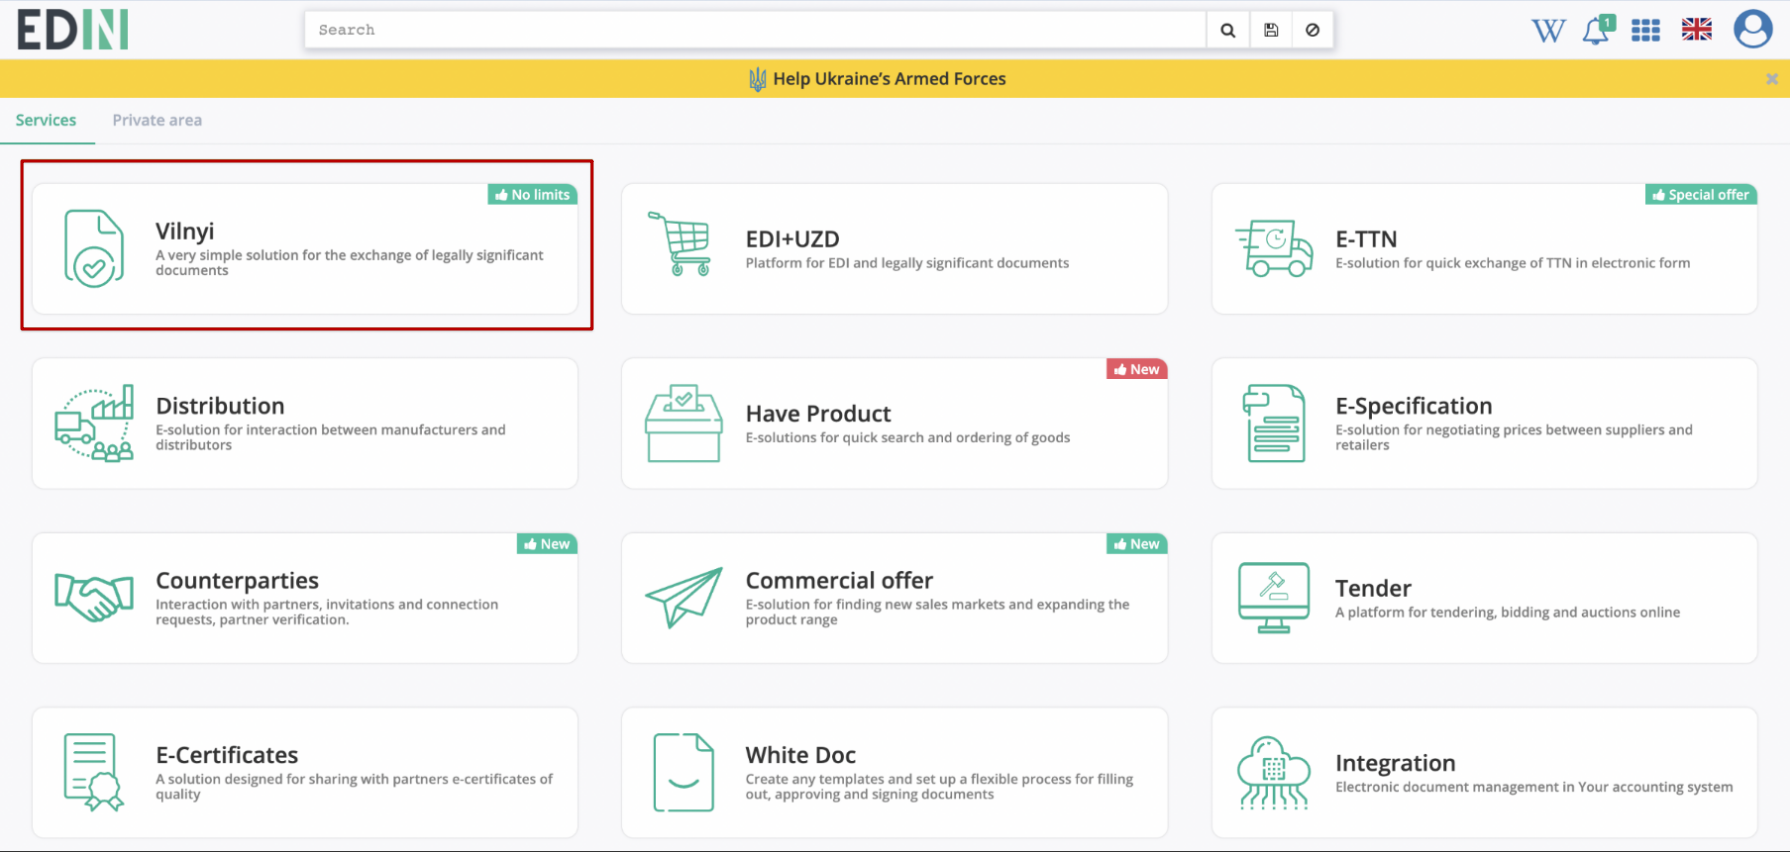 EDIN
Search
W
1
Help Ukraine's Armed Forces
Services
Private area
No limits
Vilnyi
A very simple solution for the exchange of legally significant
documents
EDI+UZD
Platform for EDI and legally significant documents
Special offer
E-TTN
E-solution for quick exchange of TTN in electronic form
Distribution
E-solution for interaction between manufacturers and
distributors
New
Have Product
E-solutions for quick search and ordering of goods
E-Specification
E-solution for negotiating prices between suppliers and
retailers
New
Counterparties
Interaction with partners, invitations and connection
requests, partner verification.
New
Commercial offer
E-solution for finding new sales markets and expanding the
product range
Tender
A platform for tendering, bidding and auctions online
E-Certificates
A solution designed for sharing with partners e-certificates of
quality
White Doc
Create any templates and set up a flexible process for filling
out, approving and signing documents
Integration
Electronic document management in Your accounting system